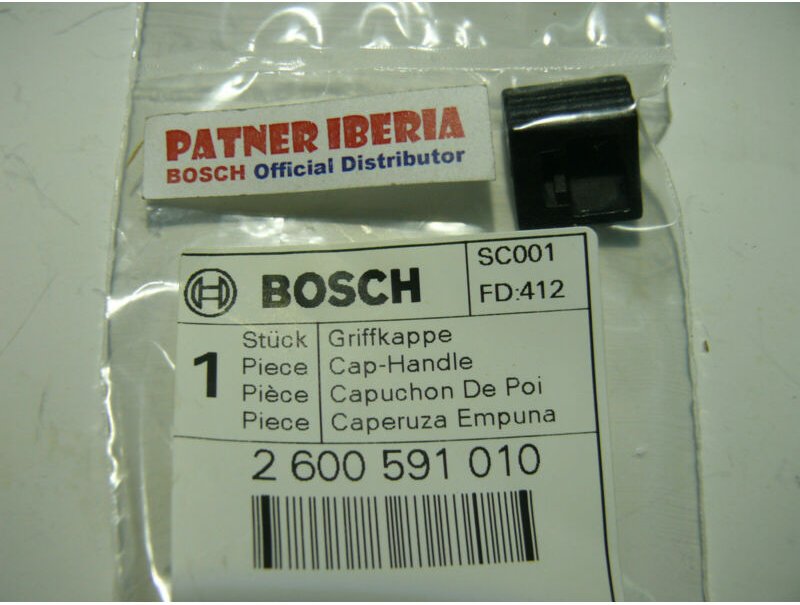 PATNER IBERIA
BOSCH Official Distributor
BOSCH
SC001
FD:412
1
Stück Griffkappe
Piece Cap-Handle
Pièce Capuchon De Poi
Piece Caperuza Empuna
2 600 591 010